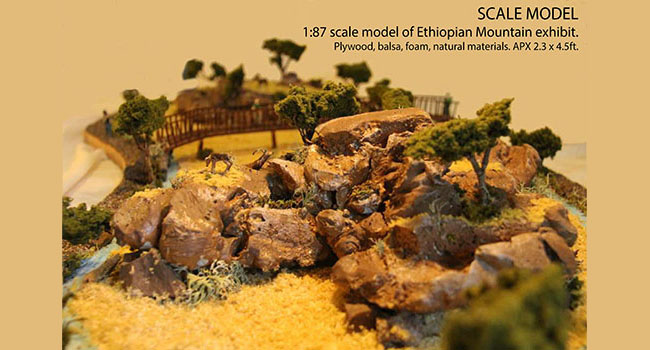 SCALE MODEL
1:87 scale model of Ethiopian Mountain exhibit.
Plywood, balsa, foam, natural materials. APX 2.3 x 4.5ft.